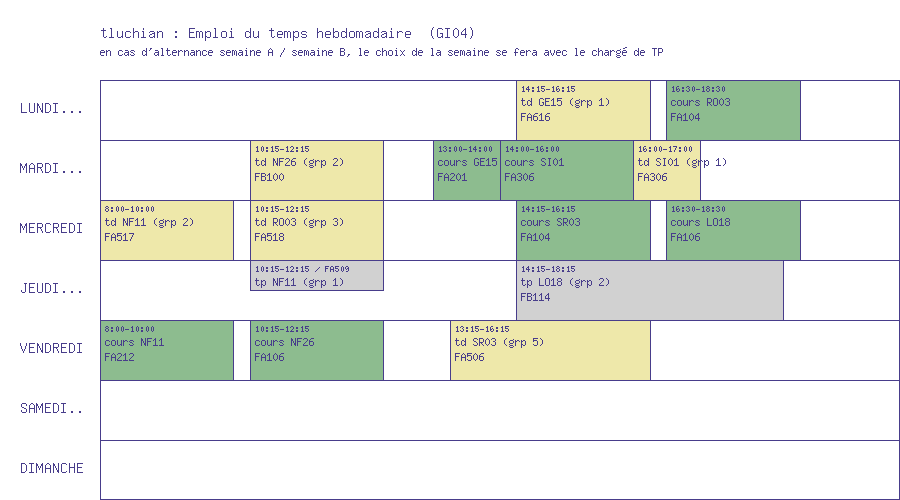 tluchian : Emploi du temps hebdomadaire  (GI04)
en cas d'alternance semaine A / semaine B, le choix de la semaine se fera avec le chargé de TP
LUNDI...
14:15-16:15
td GE15 (grp 1)
FA616
16:30-18:30
cours RO03
FA104
MARDI...
10:15-12:15
td NF26 (grp 2)
FB100
13:00-14:00
cours GE15
FA201
14:00-16:00
cours SI01
FA306
16:00-17:00
td SI01 (grp 1)
FA306
MERCREDI
8:00-10:00
td NF11 (grp 2)
FA517
10:15-12:15
td RO03 (grp 3)
FA518
14:15-16:15
cours SR03
FA104
16:30-18:30
cours LO18
FA106
JEUDI...
10:15-12:15 / FA509
tp NF11 (grp 1)
14:15-18:15
tp LO18 (grp 2)
FB114
VENDREDI
8:00-10:00
cours NF11
FA212
10:15-12:15
cours NF26
FA106
13:15-16:15
td SR03 (grp 5)
FA506
SAMEDI..
DIMANCHE